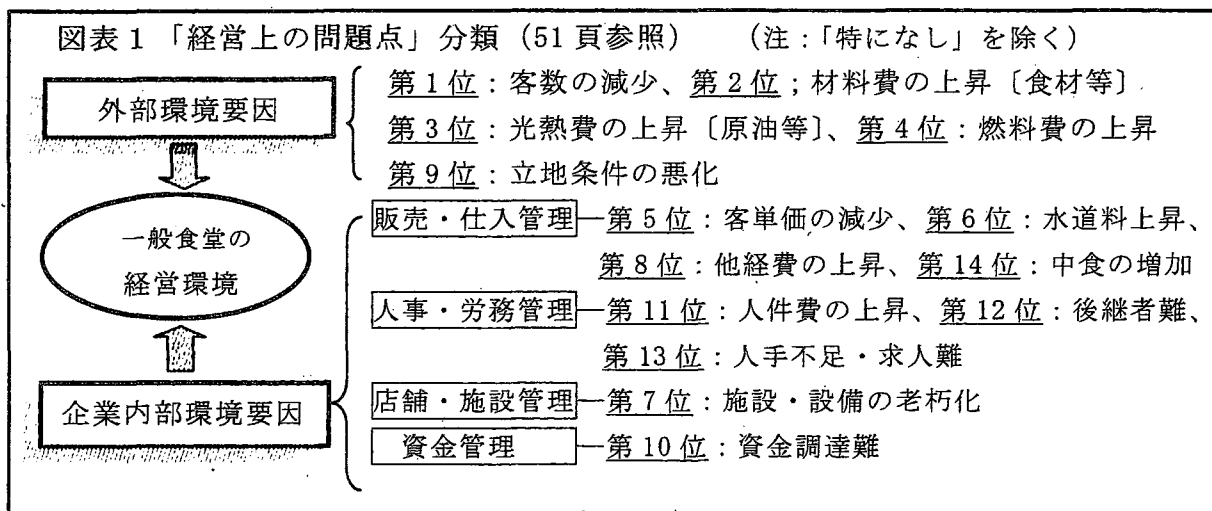 図表1 「経営上の問題点」分類（51頁参照） （注：「特になし」を除く）
外部環境要因
第1位：客数の減少、第2位；材料費の上昇〔食材等〕
第3位：光熱費の上昇〔原油等〕、第4位：燃料費の上昇
第9位：立地条件の悪化
一般食堂の
経営環境
企業内部環境要因
販売・仕入管理―第5位：客単価の減少、第6位：水道料上昇、
第8位：他経費の上昇、第14位：中食の増加
人事・労務管理―第11位：人件費の上昇、第12位：後継者難、
第13位：人手不足・求人難
店舗・施設管理―第7位：施設・設備の老朽化
資金管理―第10位：資金調達難